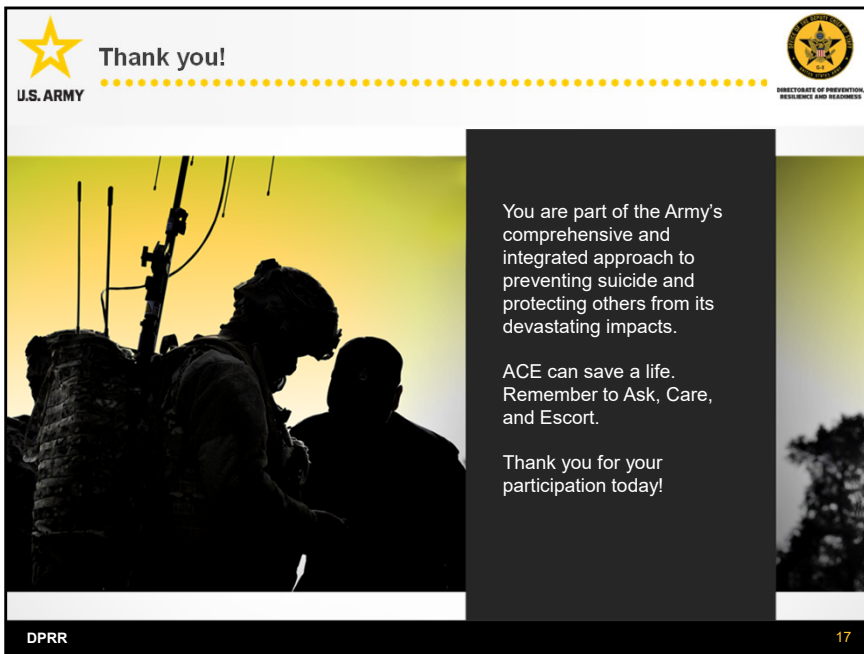 Thank you!
U.S. ARMY
DIRECTORATE OF PREVENTION,
RESILIENCE AND READINESS
You are part of the Army’s
comprehensive and
integrated approach to
preventing suicide and
protecting others from its
devastating impacts.
ACE can save a life.
Remember to Ask, Care,
and Escort.
Thank you for your
participation today!
DPRR
17